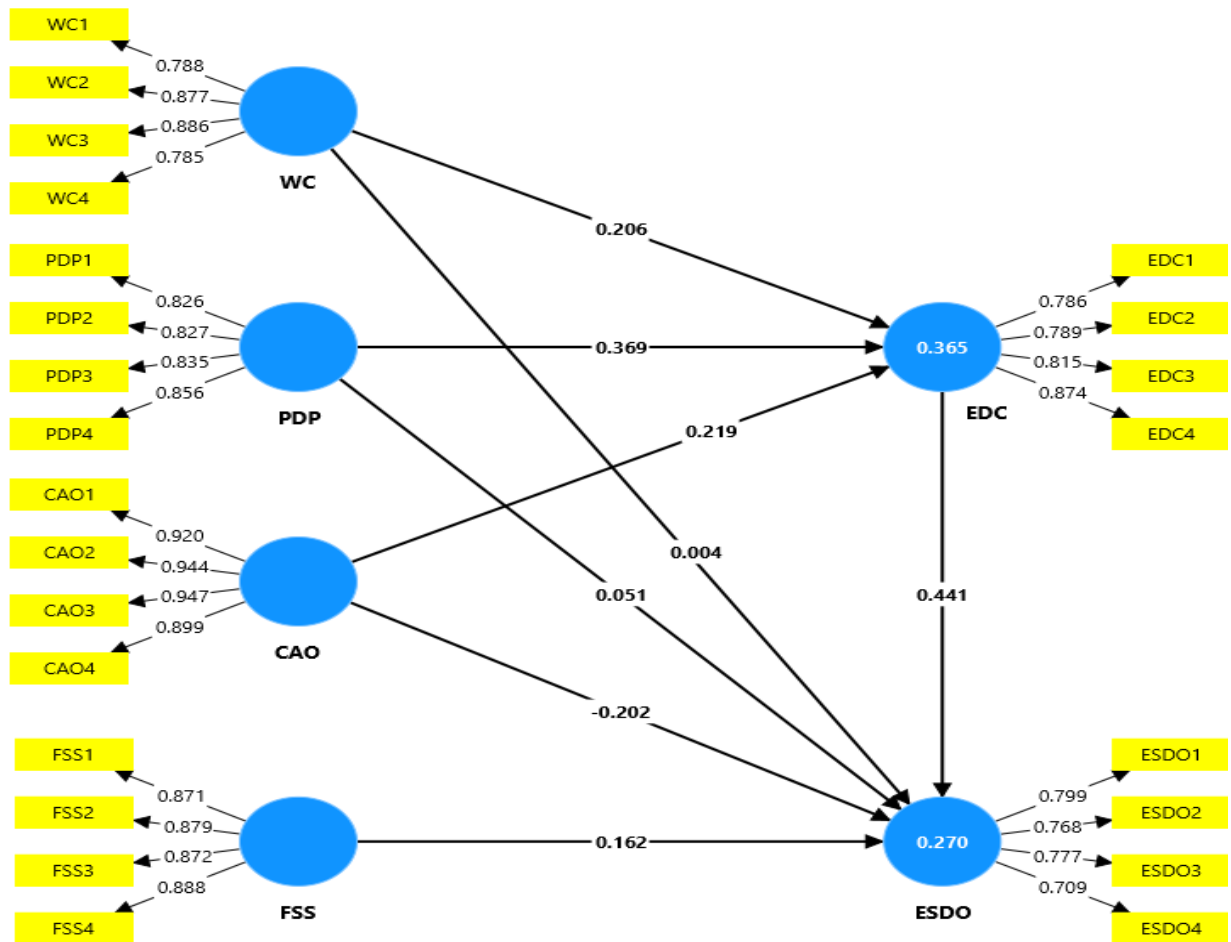 WC1
0.788
WC2
0.877
WC3
0.886
WC4
0.785
WC
PDP1
0.826
PDP2
0.827
PDP3
0.835
PDP4
0.856
PDP
CAO1
0.920
CAO2
0.944
CAO3
0.947
CAO4
0.899
CAO
FSS1
0.871
FSS2
0.879
FSS3
0.872
FSS4
0.888
FSS
0.206
0.369
0.219
0.004
0.051
-0.202
0.162
0.441
0.365
EDC
EDC1
0.786
EDC2
0.789
EDC3
0.815
EDC4
0.874
0.270
ESDO
ESDO1
0.799
ESDO2
0.768
ESDO3
0.777
ESDO4
0.709